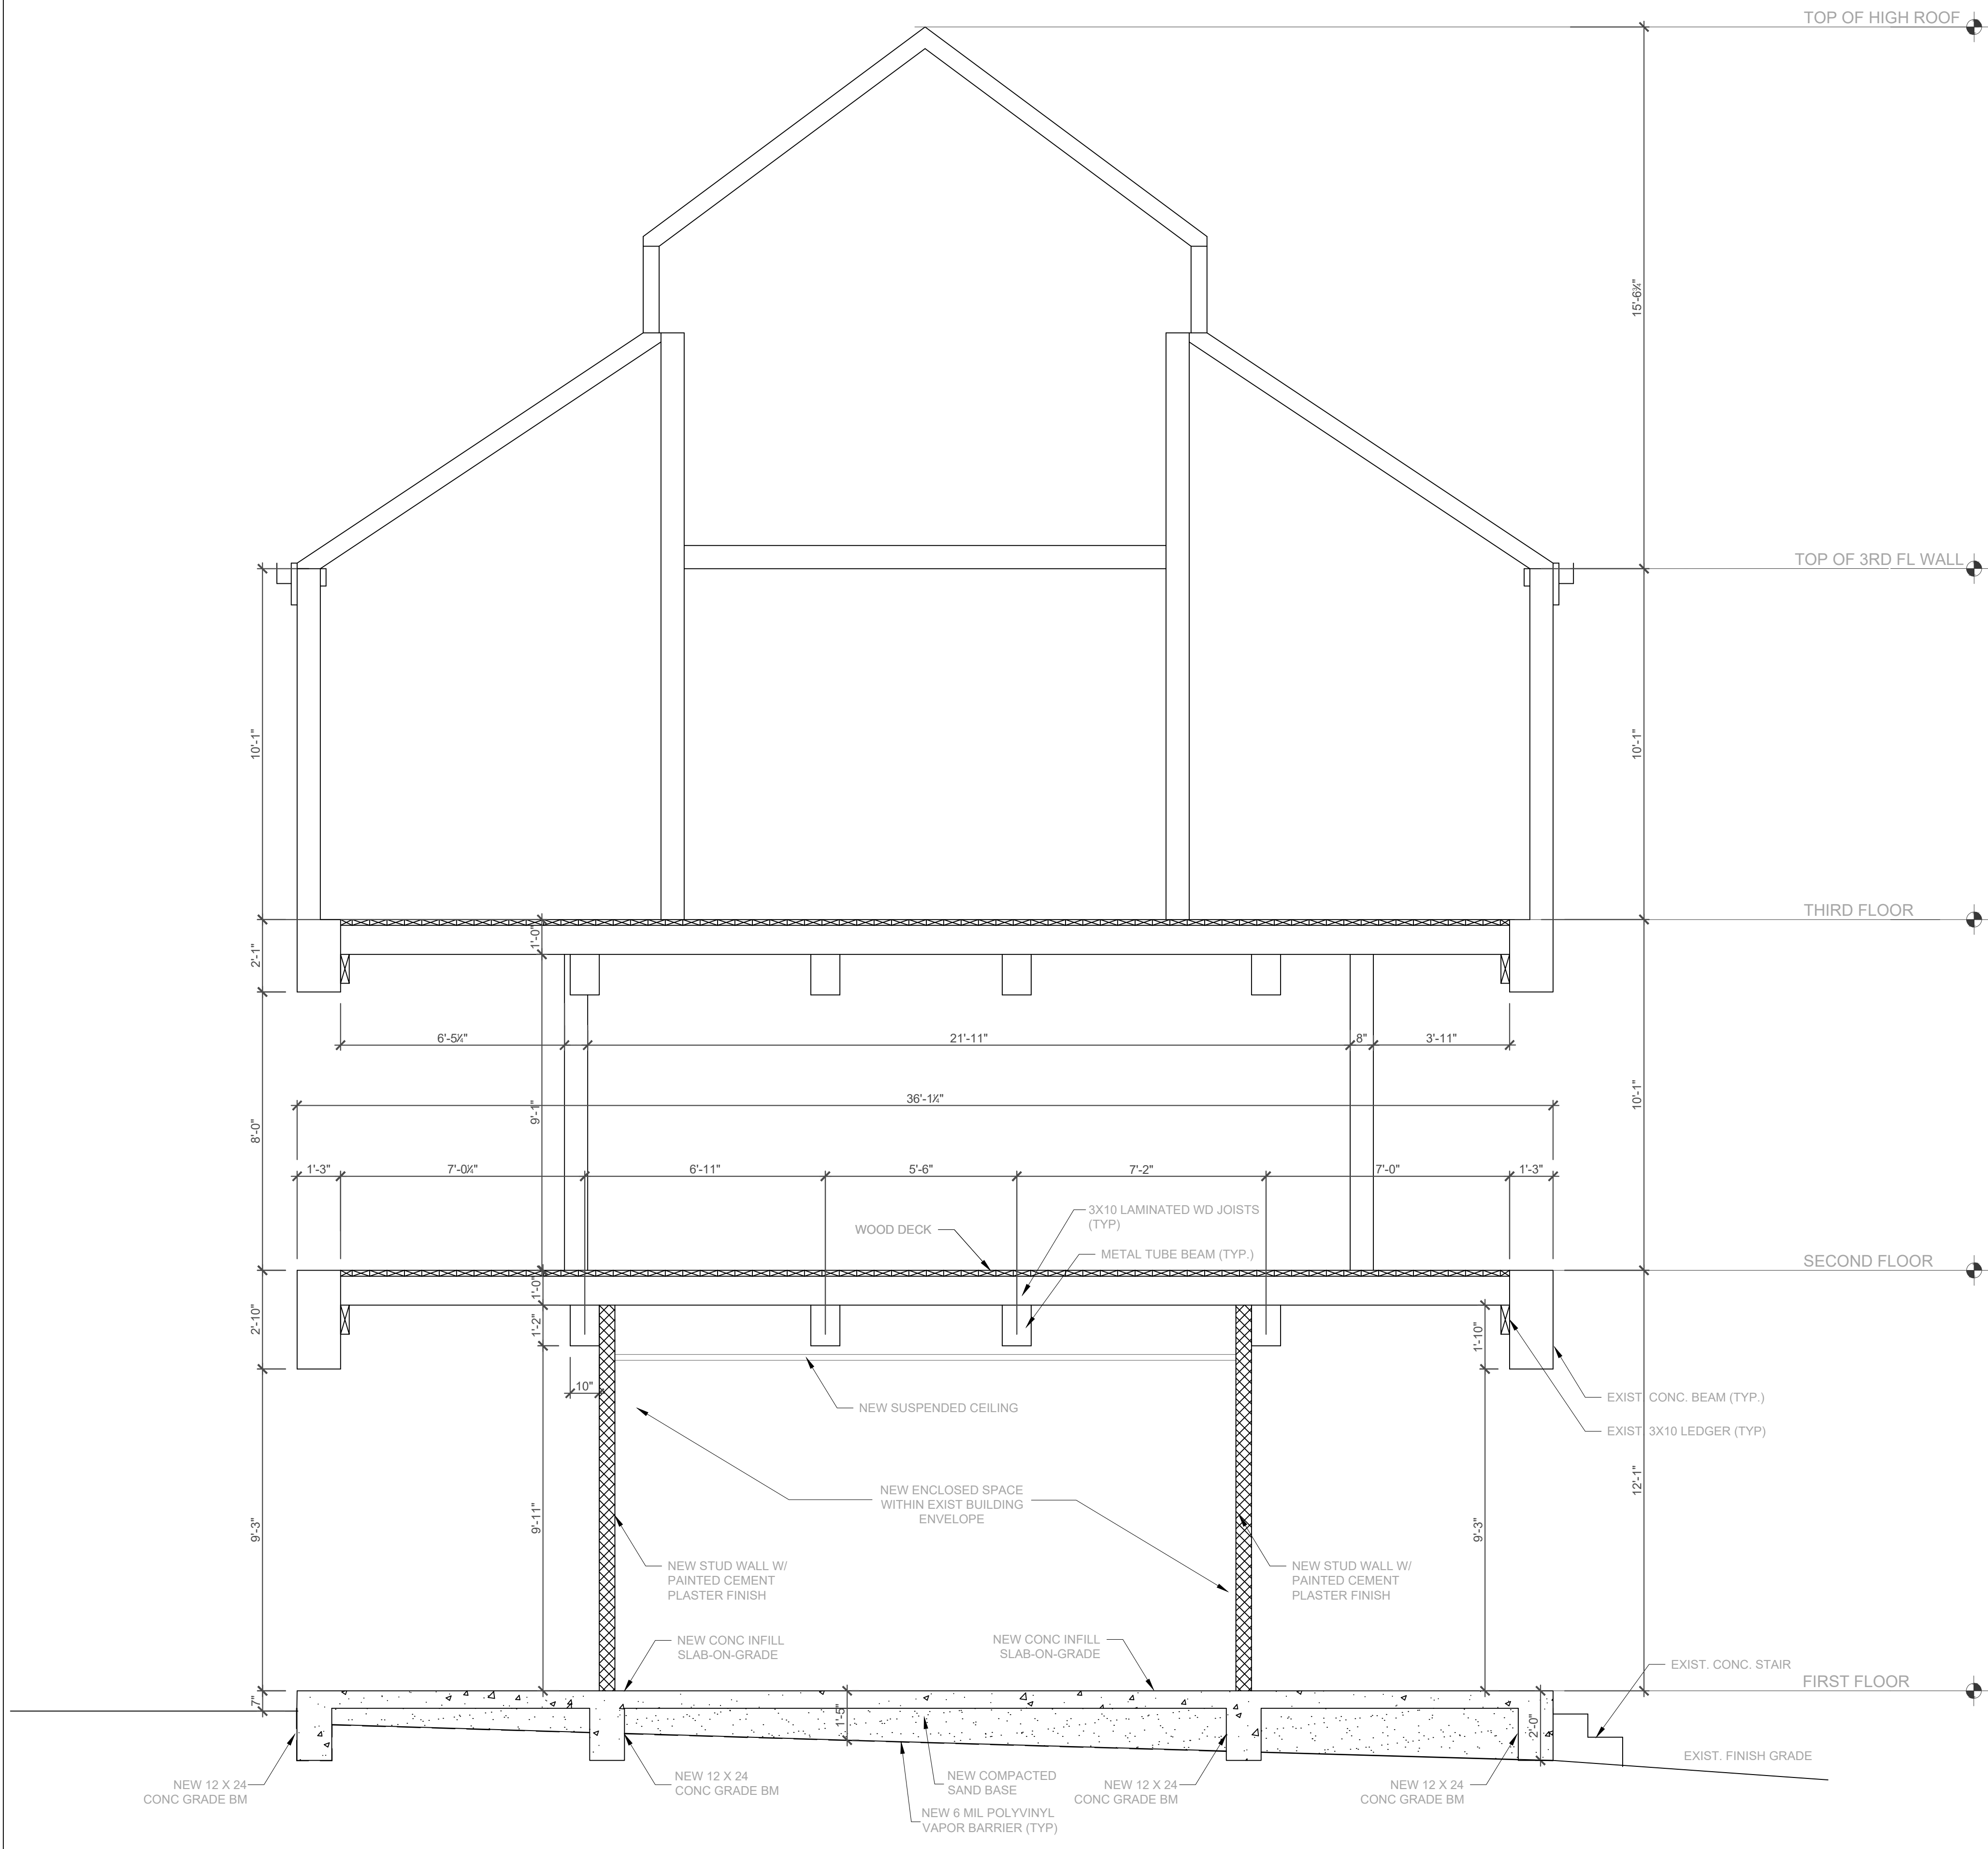 TOP OF HIGH ROOF
15'-6¾"
TOP OF 3RD FL WALL
10'-1"
10'-1"
THIRD FLOOR
1'-0"
2'-1"
6'-5¼"
21'-11"
8"
3'-11"
36'-1¼"
9'-1"
10'-1"
8'-0"
1'-3"
7'-0¼"
6'-11"
5'-6"
7'-2"
7'-0"
1'-3"
3X10 LAMINATED WD JOISTS
(TYP)
WOOD DECK
METAL TUBE BEAM (TYP.)
SECOND FLOOR
1'-0"
2'-10"
1'-2"
1'-10"
10"
EXIST. CONC. BEAM (TYP.)
NEW SUSPENDED CEILING
EXIST. 3X10 LEDGER (TYP)
12'-1"
NEW ENCLOSED SPACE
WITHIN EXIST BUILDING
ENVELOPE
9'-3"
9'-11"
9'-3"
NEW STUD WALL W/
PAINTED CEMENT
PLASTER FINISH
NEW STUD WALL W/
PAINTED CEMENT
PLASTER FINISH
NEW CONC INFILL
SLAB-ON-GRADE
NEW CONC INFILL
SLAB-ON-GRADE
EXIST. CONC. STAIR
FIRST FLOOR
7"
1'-5"
2'-0"
EXIST. FINISH GRADE
NEW 12 X 24
CONC GRADE BM
NEW 12 X 24
CONC GRADE BM
NEW COMPACTED
SAND BASE
NEW 12 X 24
CONC GRADE BM
NEW 12 X 24
CONC GRADE BM
NEW 6 MIL POLYVINYL
VAPOR BARRIER (TYP)